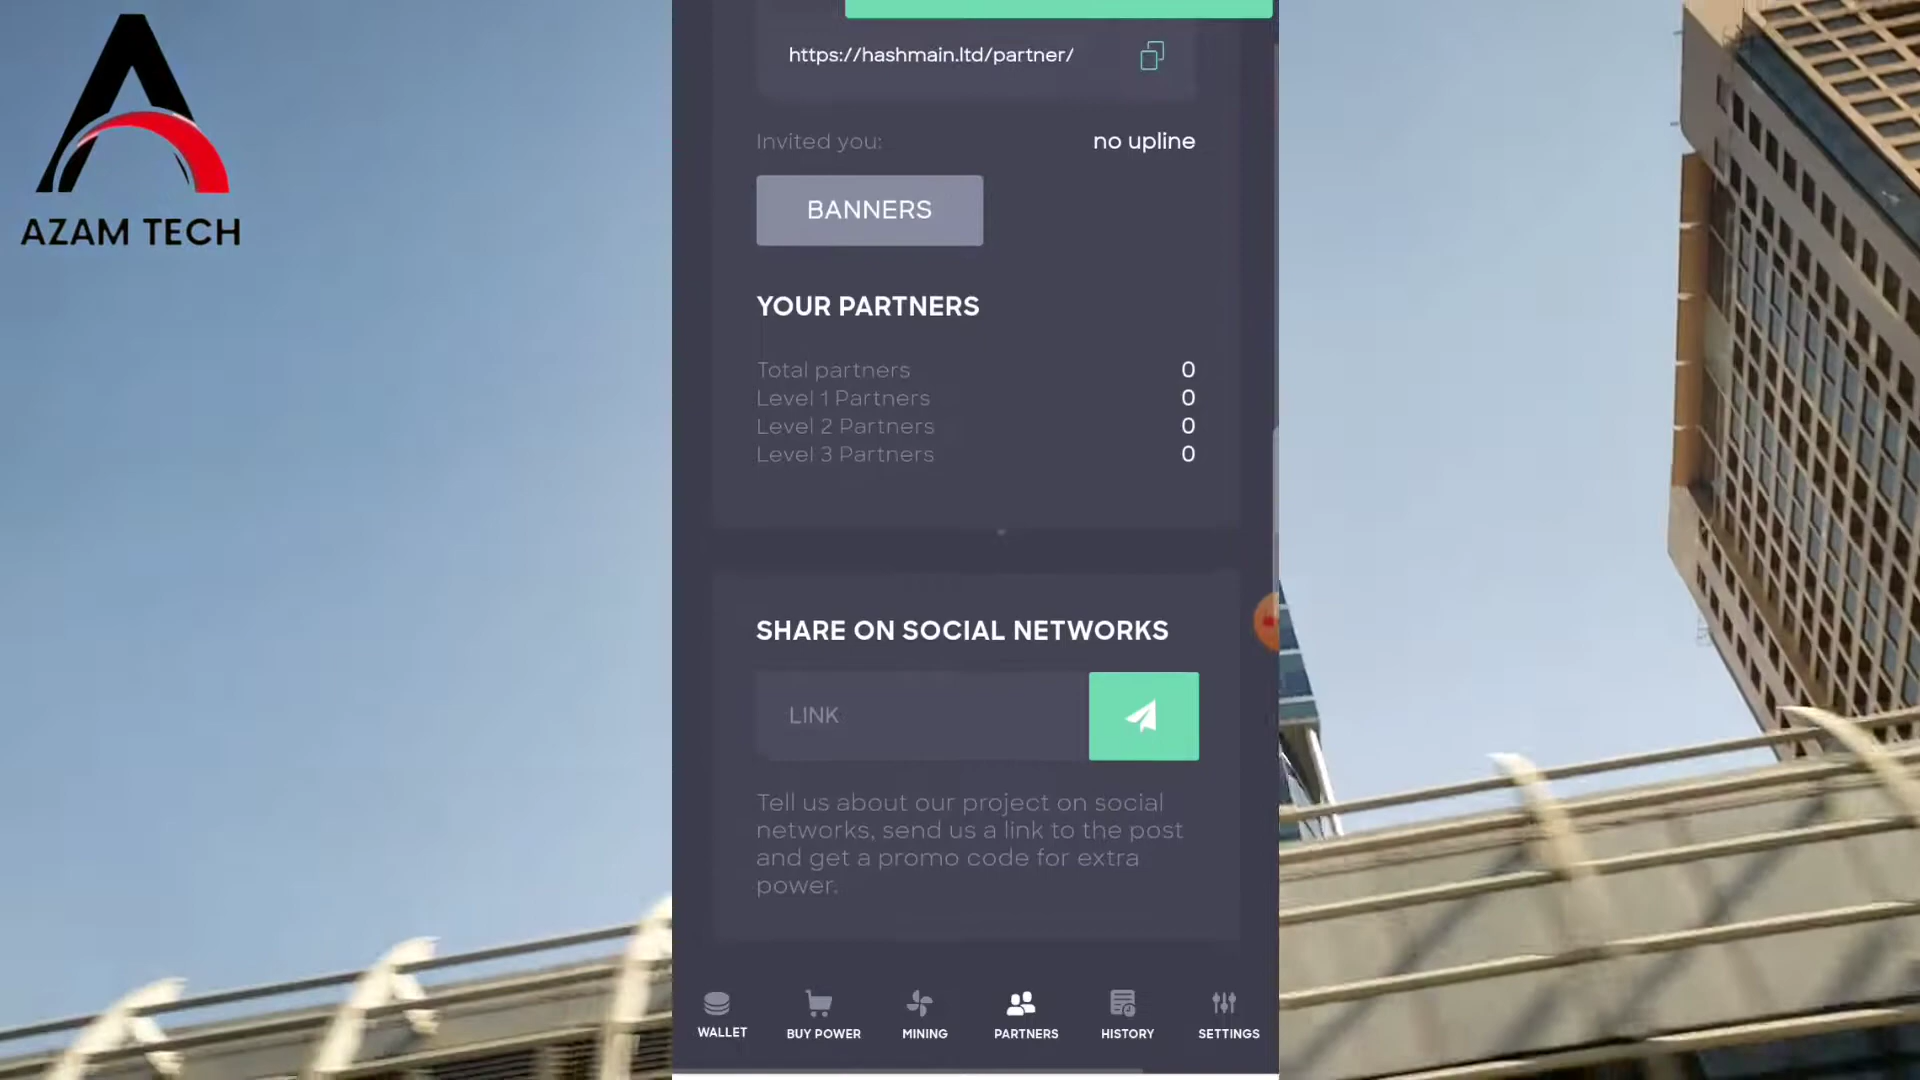 AZAM TECH
https://hashmain.ltd/partner/
Invited you: no upline
BANNERS
YOUR PARTNERS
Total partners 0
Level 1 Partners 0
Level 2 Partners 0
Level 3 Partners 0
SHARE ON SOCIAL NETWORKS
LINK
Tell us about our project on social
networks, send us a link to the post
and get a promo code for extra
power.
WALLET BUY POWER MINING PARTNERS HISTORY SETTINGS